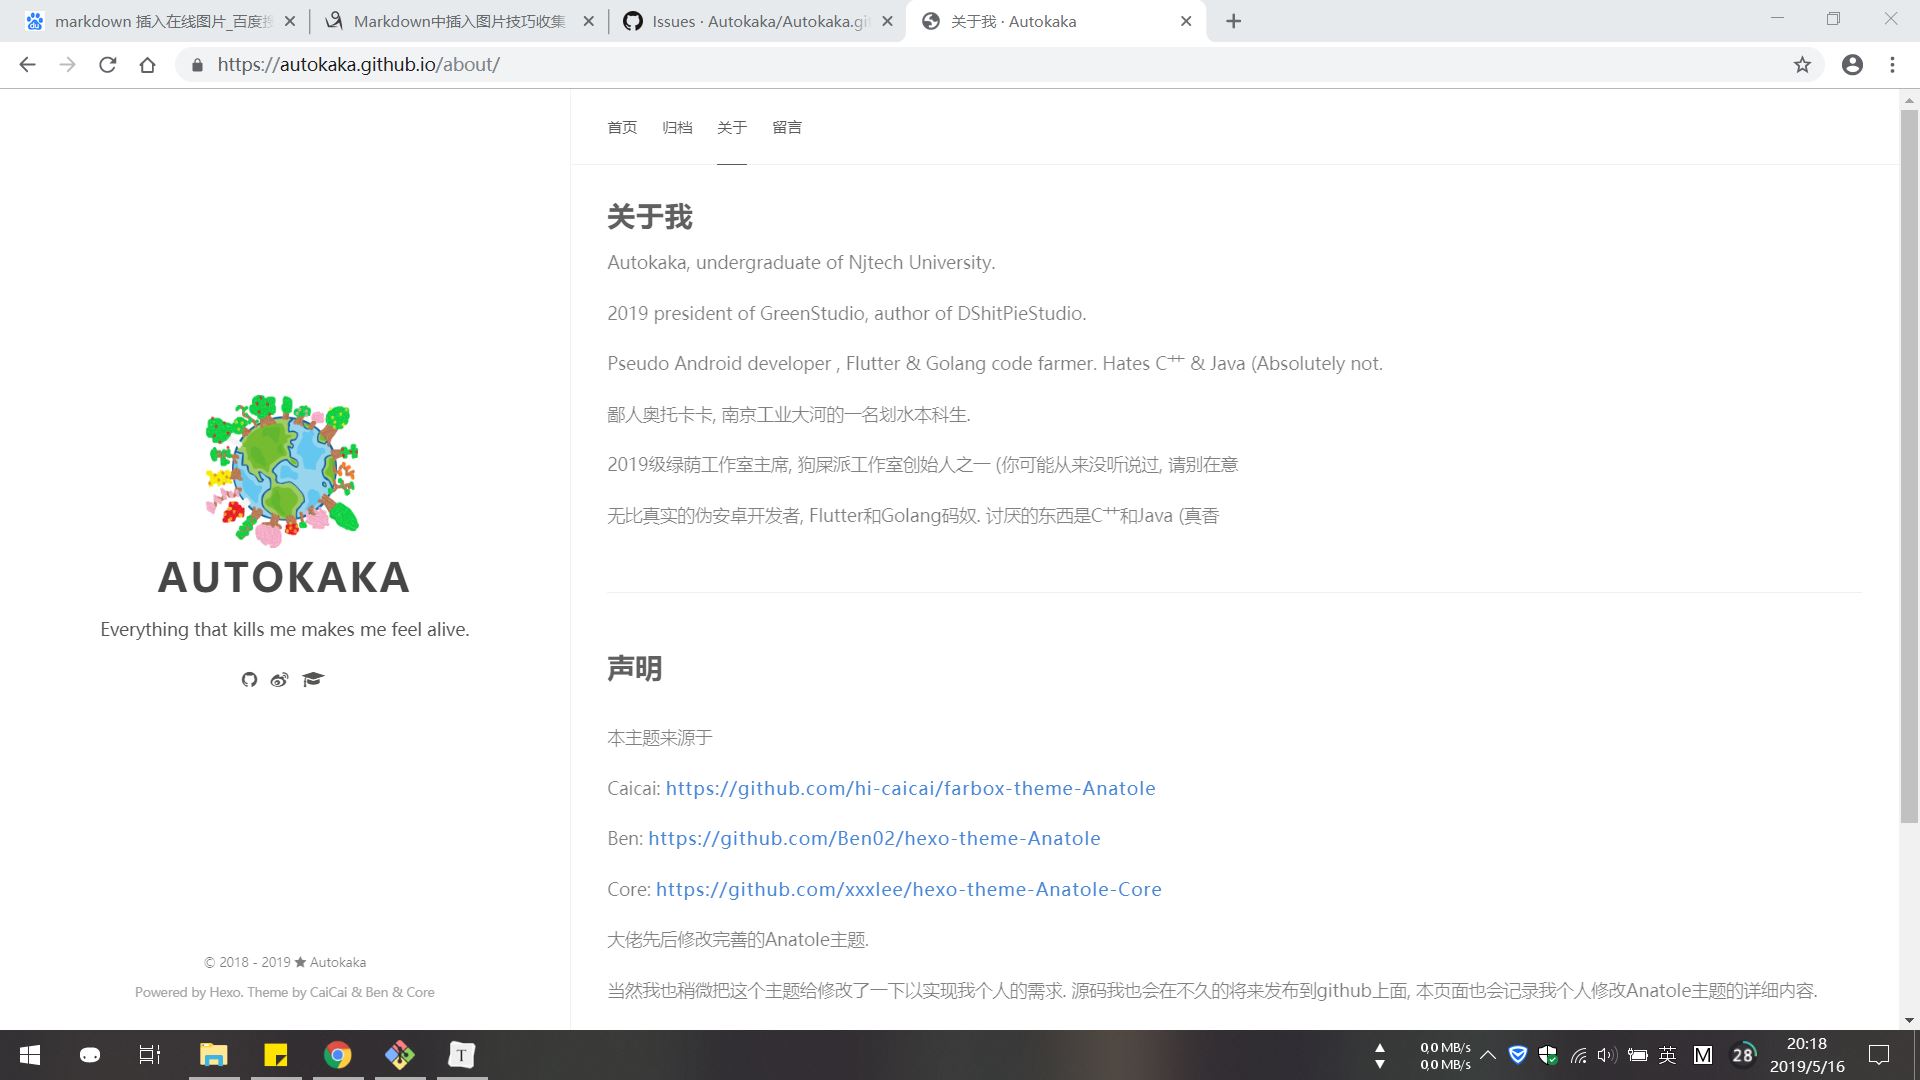 markdown 插入在线图片_百度搜
Markdown中插入图片技巧收集
Issues · Autokaka/Autokaka.git
关于我 · Autokaka
https://autokaka.github.io/about/
首页 归档 关于 留言
关于我
Autokaka, undergraduate of Njtech University.
2019 president of GreenStudio, author of DShitPieStudio.
Pseudo Android developer , Flutter & Golang code farmer. Hates C艹 & Java (Absolutely not.
鄙人奥托卡卡, 南京工业大河的一名划水本科生.
2019级绿荫工作室主席, 狗屎派工作室创始人之一 (你可能从来没听说过, 请别在意
无比真实的伪安卓开发者, Flutter和Golang码奴. 讨厌的东西是C艹和Java (真香
AUTOKAKA
Everything that kills me makes me feel alive.
声明
本主题来源于
Caicai: https://github.com/hi-caicai/farbox-theme-Anatole
Ben: https://github.com/Ben02/hexo-theme-Anatole
Core: https://github.com/xxxlee/hexo-theme-Anatole-Core
大佬先后修改完善的Anatole主题.
当然我也稍微把这个主题给修改了一下以实现我个人的需求. 源码我也会在不久的将来发布到github上面, 本页面也会记录我个人修改Anatole主题的详细内容.
© 2018 - 2019 ★ Autokaka
Powered by Hexo. Theme by CaiCai & Ben & Core
T
0,0 MB/s
0,0 MB/s
英
M
28
20:18
2019/5/16